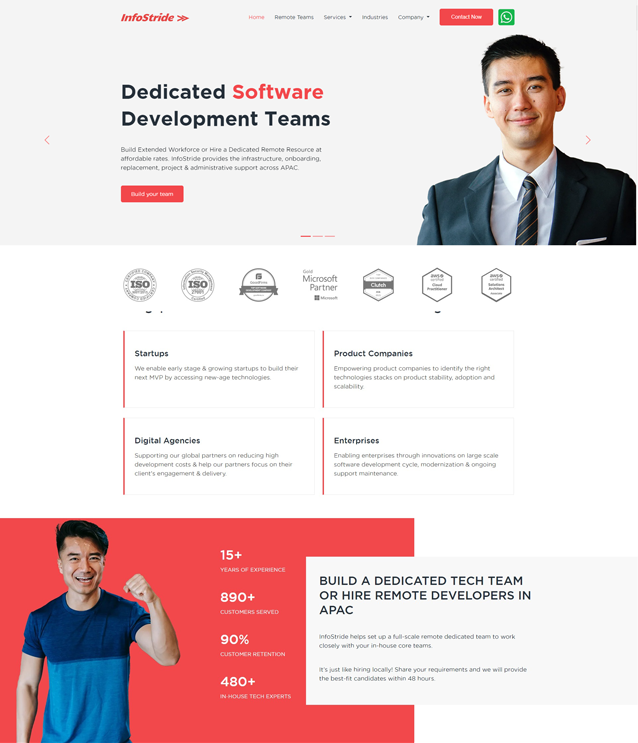 InfoStride
Home Remote Teams Services Industries Company Contact Now
Dedicated Software
Development Teams
Build Extended Workforce or Hire a Dedicated Remote Resource at
affordable rates. InfoStride provides the infrastructure, onboarding,
replacement, project & administrative support across APAC.
Build your team
ISO
ISO
GoodFirms
Gold
Microsoft
Partner
Microsoft
Clutch
aws
certified
Cloud
Practitioner
aws
certified
Solutions
Architect
Startups
We enable early stage & growing startups to build their
next MVP by accessing new-age technologies.
Product Companies
Empowering product companies to identify the right
technologies stacks on product stability, adoption and
scalability.
Digital Agencies
Supporting our global partners on reducing high
development costs & help our partners focus on their
client's engagement & delivery.
Enterprises
Enabling enterprises through innovations on large scale
software development cycle, modernization & ongoing
support maintenance.
15+
YEARS OF EXPERIENCE
890+
CUSTOMERS SERVED
90%
CUSTOMER RETENTION
480+
IN-HOUSE TECH EXPERTS
BUILD A DEDICATED TECH TEAM
OR HIRE REMOTE DEVELOPERS IN
APAC
InfoStride helps set up a full-scale remote dedicated team to work
closely with your in-house core teams.
It's just like hiring locally! Share your requirements and we will provide
the best-fit candidates within 48 hours.